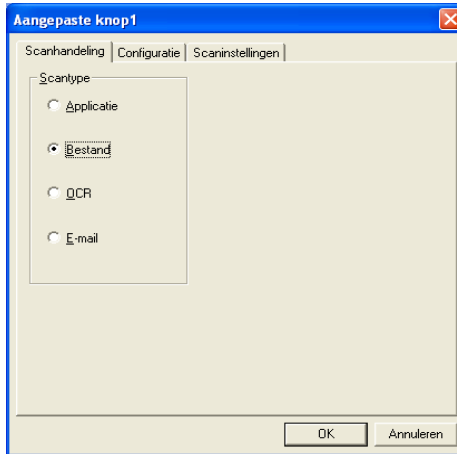 Aangepaste knop1
Scanhandeling Configuratie Scaninstellingen
Scantype
Applicatie
Bestand
OCR
E-mail
OK Annuleren